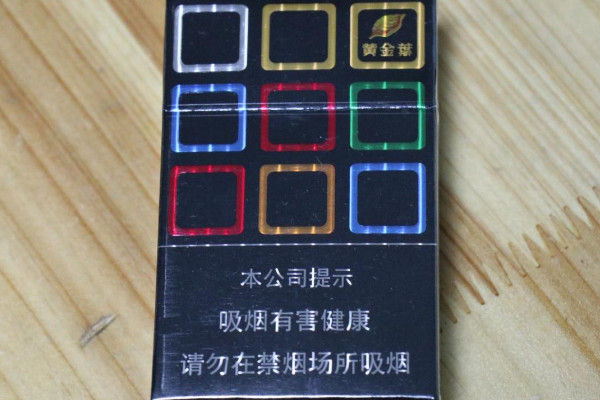 黄金葉
本公司提示
吸烟有害健康
请勿在禁烟场所吸烟